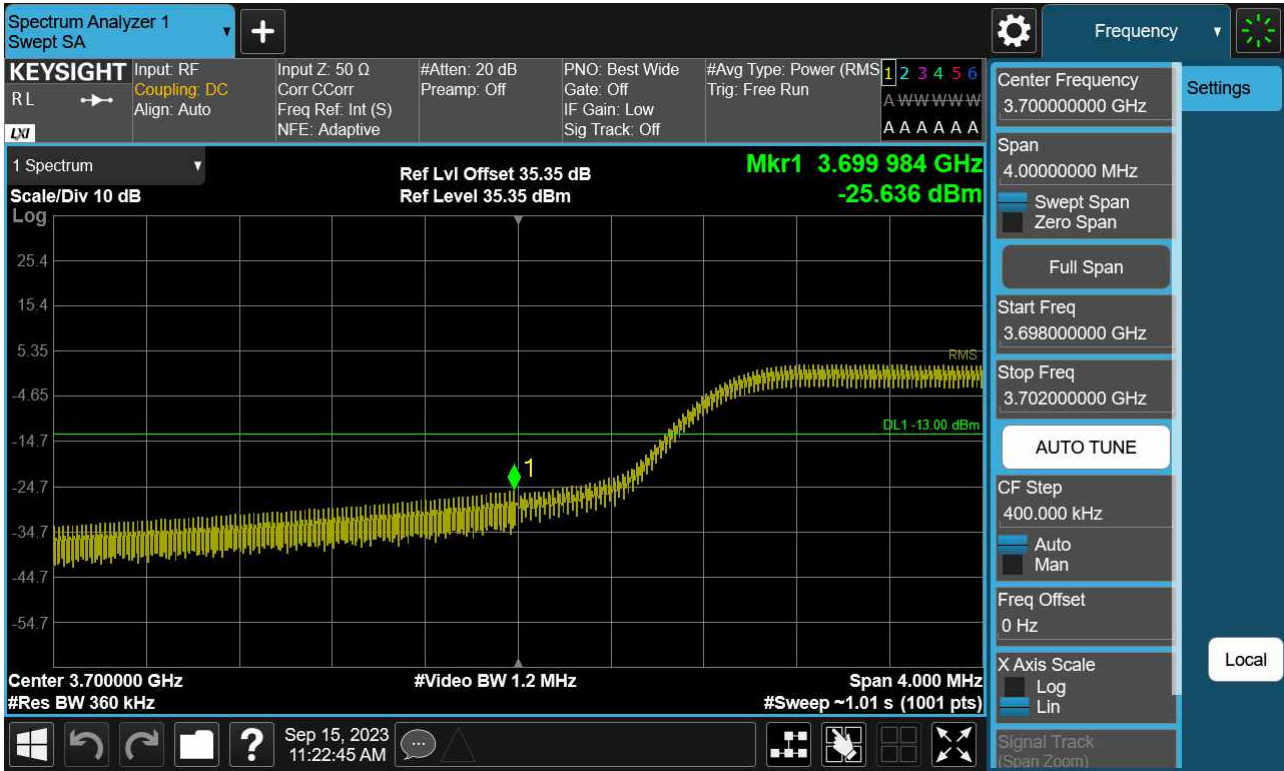 Spectrum Analyzer 1
Swept SA
Frequency
KEYSIGHT
R L
LXI
Input: RF
Coupling: DC
Align: Auto
Input Z: 50 Ω
Corr CCorr
Freq Ref: Int (S)
NFE: Adaptive
#Atten: 20 dB
Preamp: Off
PNO: Best Wide
Gate: Off
IF Gain: Low
Sig Track: Off
#Avg Type: Power (RMS
Trig: Free Run
1 2 3 4 5 6
A W W W W W
A A A A A A
1 Spectrum
Scale/Div 10 dB
Log
Ref Lvl Offset 35.35 dB
Ref Level 35.35 dBm
Mkr1 3.699 984 GHz
-25.636 dBm
25.4
15.4
5.35
-4.65
-14.7
-24.7
-34.7
-44.7
-54.7
RMS
DL1 -13.00 dBm
1
Center 3.700000 GHz
#Res BW 360 kHz
#Video BW 1.2 MHz
Span 4.000 MHz
#Sweep ~1.01 s (1001 pts)
Center Frequency
3.700000000 GHz
Span
4.00000000 MHz
Swept Span
Zero Span
Full Span
Start Freq
3.698000000 GHz
Stop Freq
3.702000000 GHz
AUTO TUNE
CF Step
400.000 kHz
Auto
Man
Freq Offset
0 Hz
X Axis Scale
Log
Lin
Signal Track
(Span Zoom)
Settings
Local
Sep 15, 2023
11:22:45 AM